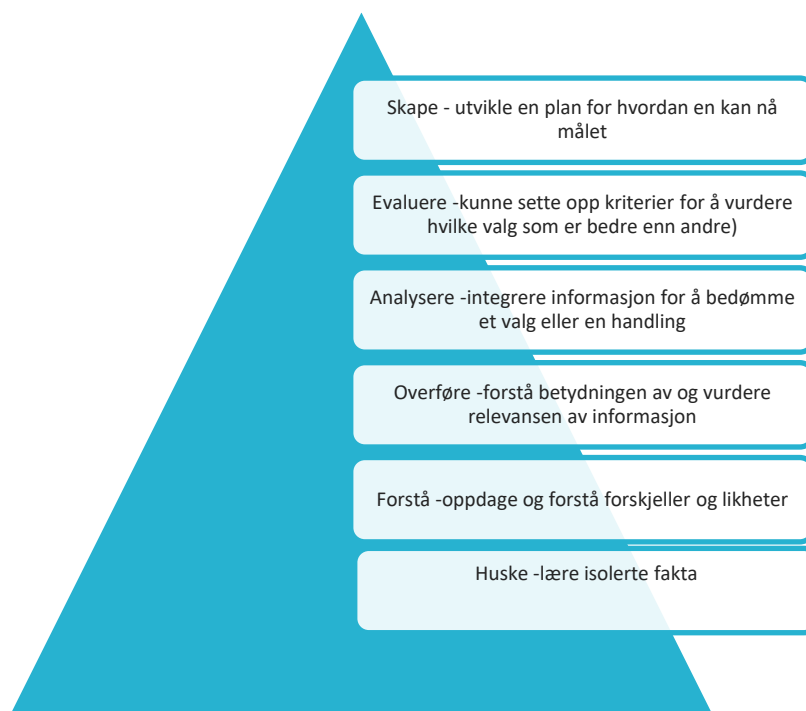 Skape - utvikle en plan for hvordan en kan nå
målet
Evaluere -kunne sette opp kriterier for å vurdere
hvilke valg som er bedre enn andre)
Analysere -integrere informasjon for å bedømme
et valg eller en handling
Overføre -forstå betydningen av og vurdere
relevansen av informasjon
Forstå -oppdage og forstå forskjeller og likheter
Huske -lære isolerte fakta